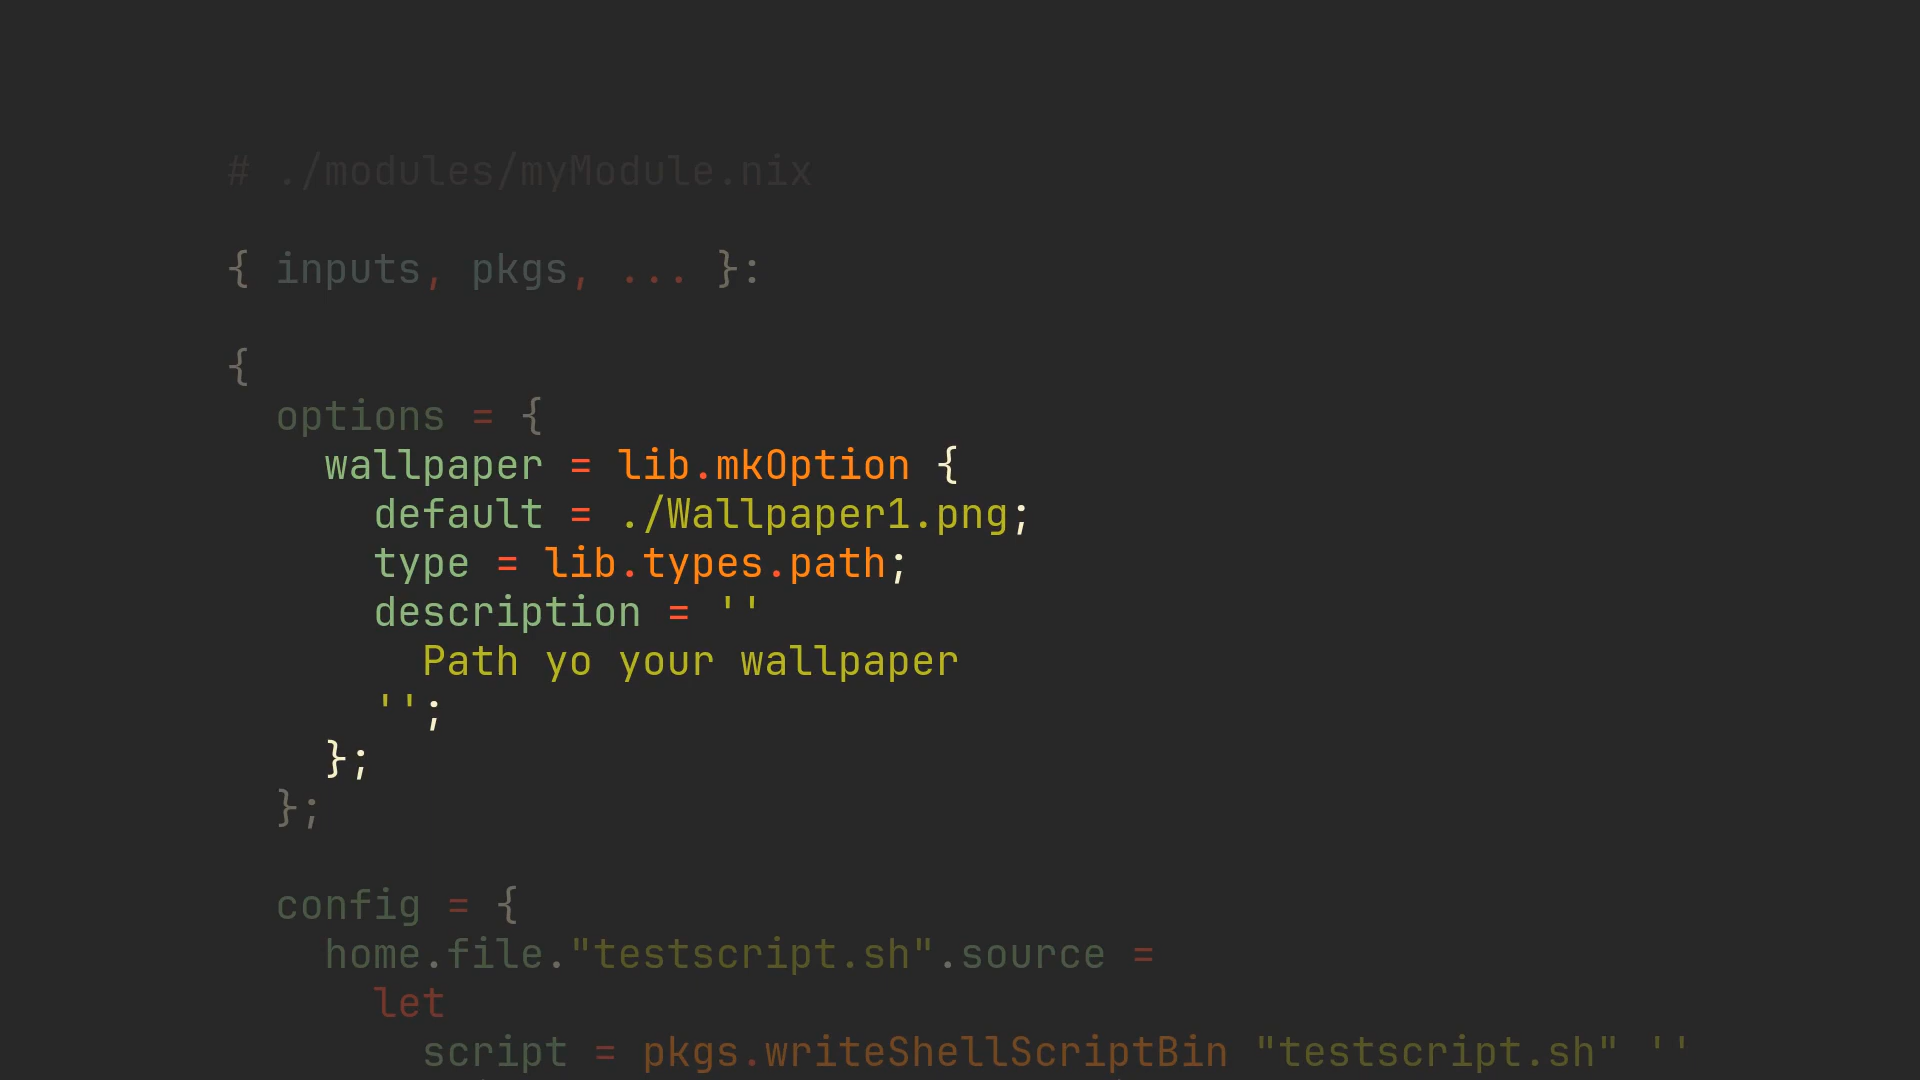 # ./modules/myModule.nix
{ inputs, pkgs, ... }:
{
options = {
wallpaper = lib.mkOption {
default = ./Wallpaper1.png;
type = lib.types.path;
description = ''
Path yo your wallpaper
'';
};
};
config = {
home.file."testscript.sh".source =
let
script = pkgs.writeShellScriptBin "testscript.sh" ''